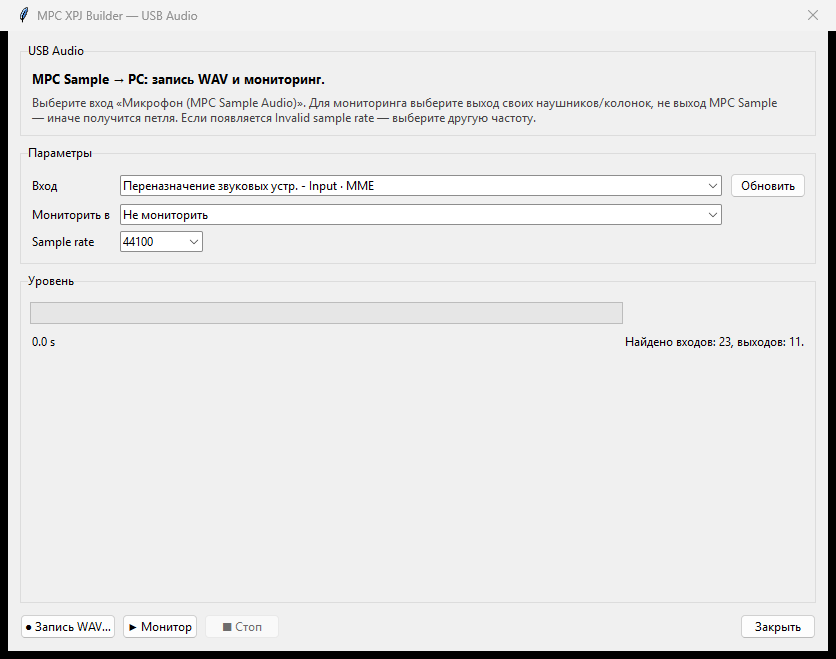 MPC XPJ Builder — USB Audio
USB Audio
MPC Sample → PC: запись WAV и мониторинг.
Выберите вход «Микрофон (MPC Sample Audio)». Для мониторинга выберите выход своих наушников/колонок, не выход MPC Sample
— иначе получится петля. Если появляется Invalid sample rate — выберите другую частоту.
Параметры
Вход
Переназначение звуковых устр. - Input · MME
Обновить
Мониторить в
Не мониторить
Sample rate
44100
Уровень
0.0 s
Найдено входов: 23, выходов: 11.
● Запись WAV...
► Монитор
■ Стоп
Закрыть